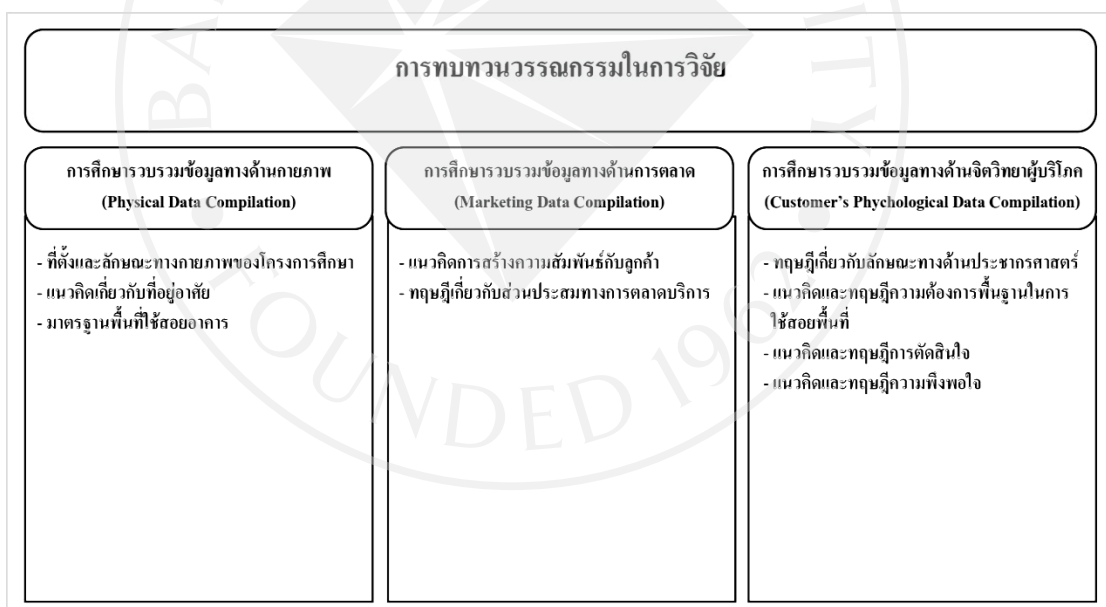 การทบทวนวรรณกรรมในการวิจัย
การศึกษารวบรวมข้อมูลทางด้านกายภาพ
(Physical Data Compilation)
- ที่ตั้งและลักษณะทางกายภาพของโครงการศึกษา
- แนวคิดเกี่ยวกับที่อยู่อาศัย
- มาตรฐานพื้นที่ใช้สอยอาคาร
การศึกษารวบรวมข้อมูลทางด้านการตลาด
(Marketing Data Compilation)
- แนวคิดการสร้างความสัมพันธ์กับลูกค้า
- ทฤษฎีเกี่ยวกับส่วนประสมทางการตลาดบริการ
การศึกษารวบรวมข้อมูลทางด้านจิตวิทยาผู้บริโภค
(Customer's Phychological Data Compilation)
- ทฤษฎีเกี่ยวกับลักษณะทางด้านประชากรศาสตร์
- แนวคิดและทฤษฎีความต้องการพื้นฐานในการ
ใช้สอยพื้นที่
- แนวคิดและทฤษฎีการตัดสินใจ
- แนวคิดและทฤษฎีความพึงพอใจ
FOUNDED 1962